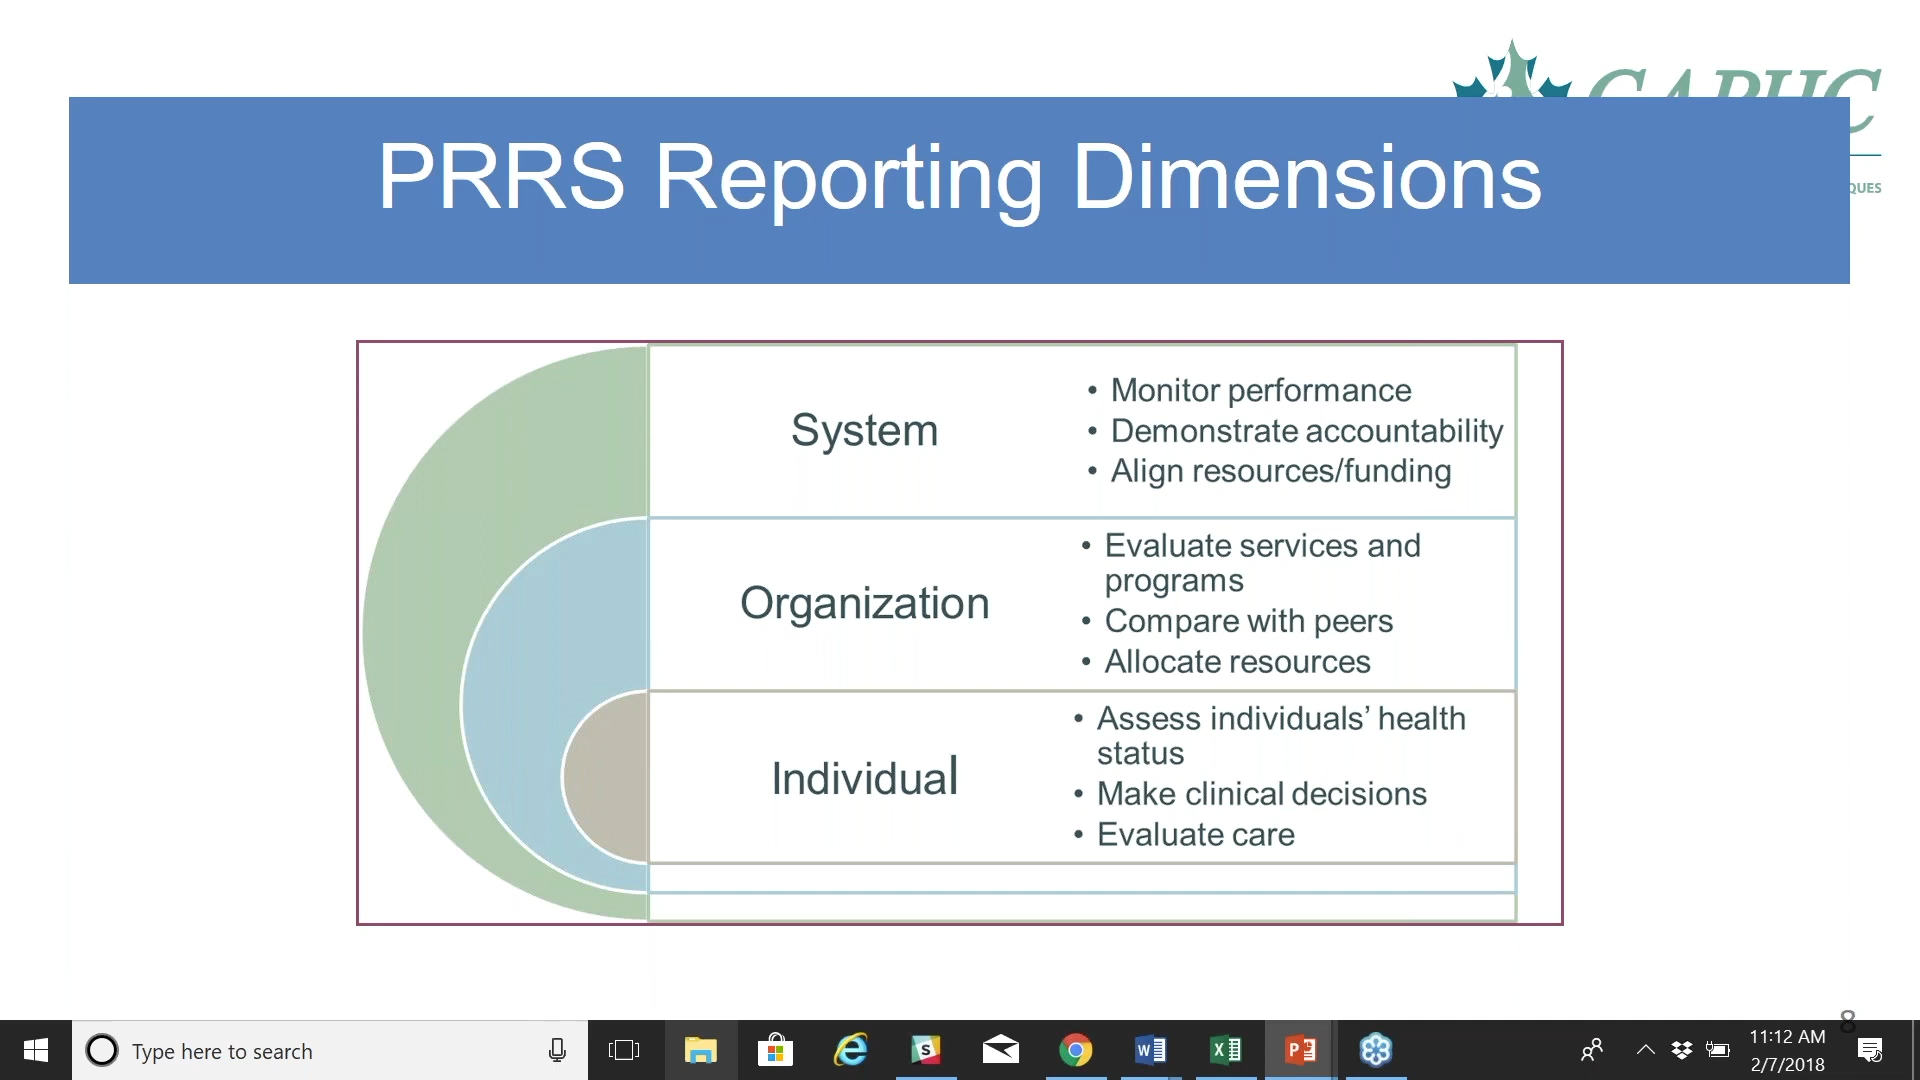 CAPHC
QUES
PRRS Reporting Dimensions
System
• Monitor performance
• Demonstrate accountability
• Align resources/funding
Organization
• Evaluate services and
programs
• Compare with peers
• Allocate resources
Individual
• Assess individuals’ health
status
• Make clinical decisions
• Evaluate care
8
Type here to search
11:12 AM
2/7/2018